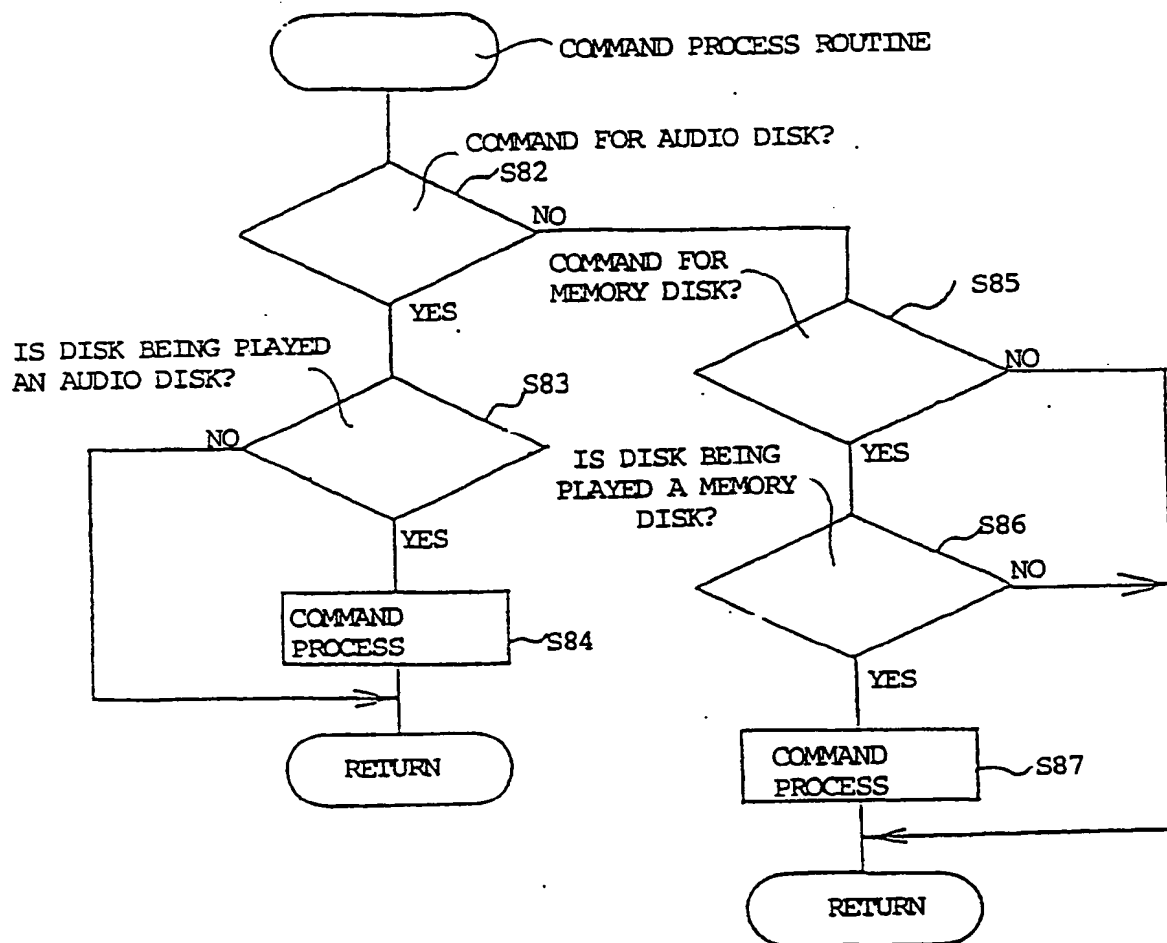 COMMAND PROCESS ROUTINE
COMMAND FOR AUDIO DISK?
S82
NO
YES
COMMAND FOR
MEMORY DISK?
S85
NO
YES
IS DISK BEING PLAYED
AN AUDIO DISK?
S83
NO
YES
IS DISK BEING
PLAYED A MEMORY
DISK?
S86
NO
YES
COMMAND
PROCESS
S84
RETURN
COMMAND
PROCESS
S87
RETURN